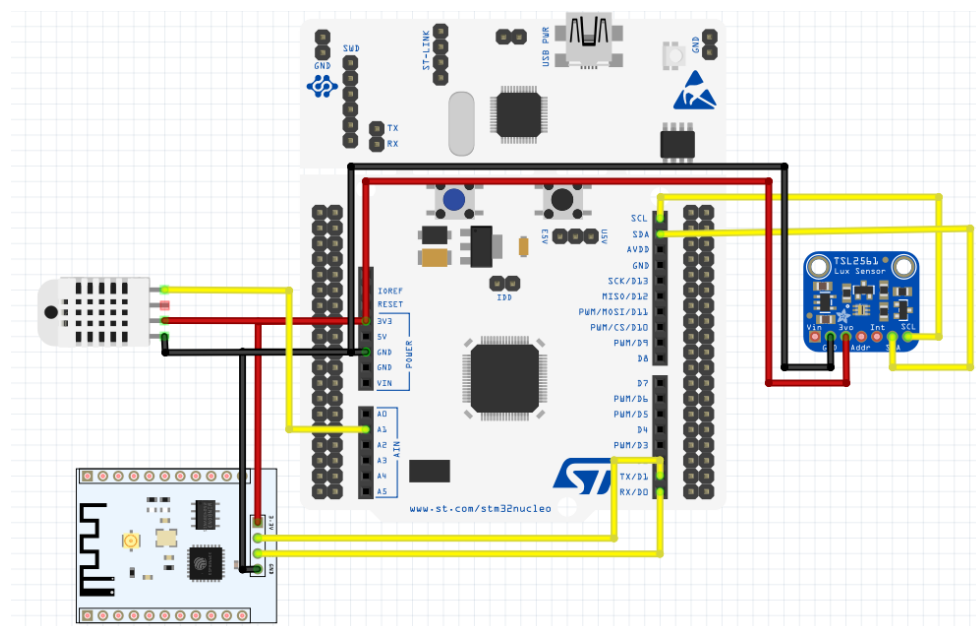 GND
SWD
ST-LINK
USB PWR
GND
TX
RX
SCL
SDA
AVDD
GND
SCK/D13
MISO/D12
PWM/MOSI/D11
PWM/CS/D10
PWM/D9
D8
E5V
U5V
IDD
IOREF
RESET
3V3
5V
GND
GND
VIN
POWER
D7
PWM/D6
PWM/D5
D4
PWM/D3
TX/D1
RX/D0
A0
A1
A2
A3
A4
A5
AIN
ST
www.st.com/stm32nucleo
TSL2561
Lux Sensor
Vin
3vo
Int
SCL
Addr
3.3V
GND